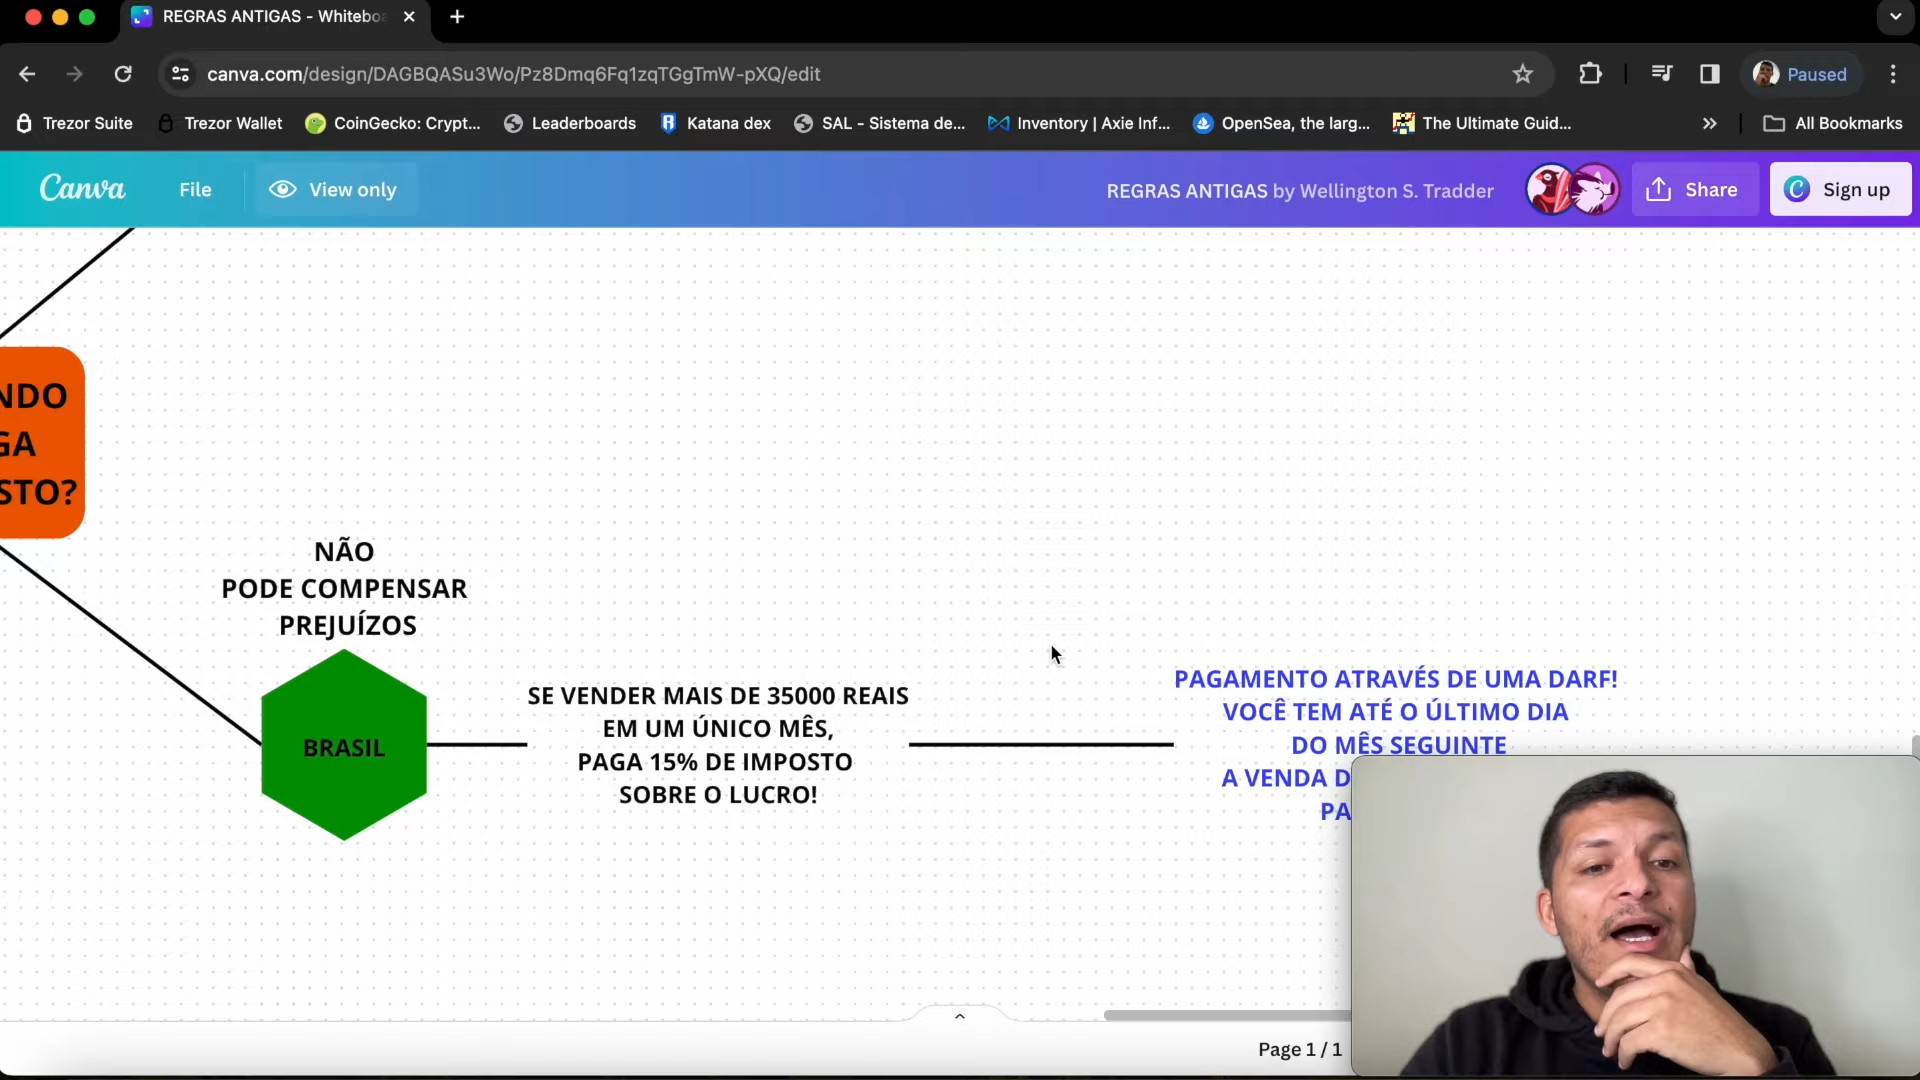 REGRAS ANTIGAS - Whitebo
canva.com/design/DAGBQASu3Wo/Pz8Dmq6Fq1zqTGgTmW-pXQ/edit
Paused
Trezor Suite
Trezor Wallet
CoinGecko: Crypt...
Leaderboards
Katana dex
SAL - Sistema de...
Inventory | Axie Inf...
OpenSea, the larg...
The Ultimate Guid...
All Bookmarks
Canva
File
View only
REGRAS ANTIGAS by Wellington S. Tradder
Share
Sign up
NDO
GA
STO?
NÃO
PODE COMPENSAR
PREJUÍZOS
BRASIL
SE VENDER MAIS DE 35000 REAIS
EM UM ÚNICO MÊS,
PAGA 15% DE IMPOSTO
SOBRE O LUCRO!
PAGAMENTO ATRAVÉS DE UMA DARF!
VOCÊ TEM ATÉ O ÚLTIMO DIA
DO MÊS SEGUINTE
A VENDA D
PA
Page 1 / 1